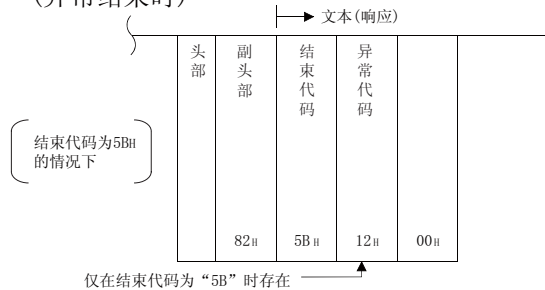 (异常结束时)
文本(响应)
头部
副头部
结束代码
异常代码
结束代码为5BH
的情况下
82H
5BH
12H
00H
仅在结束代码为“5B”时存在